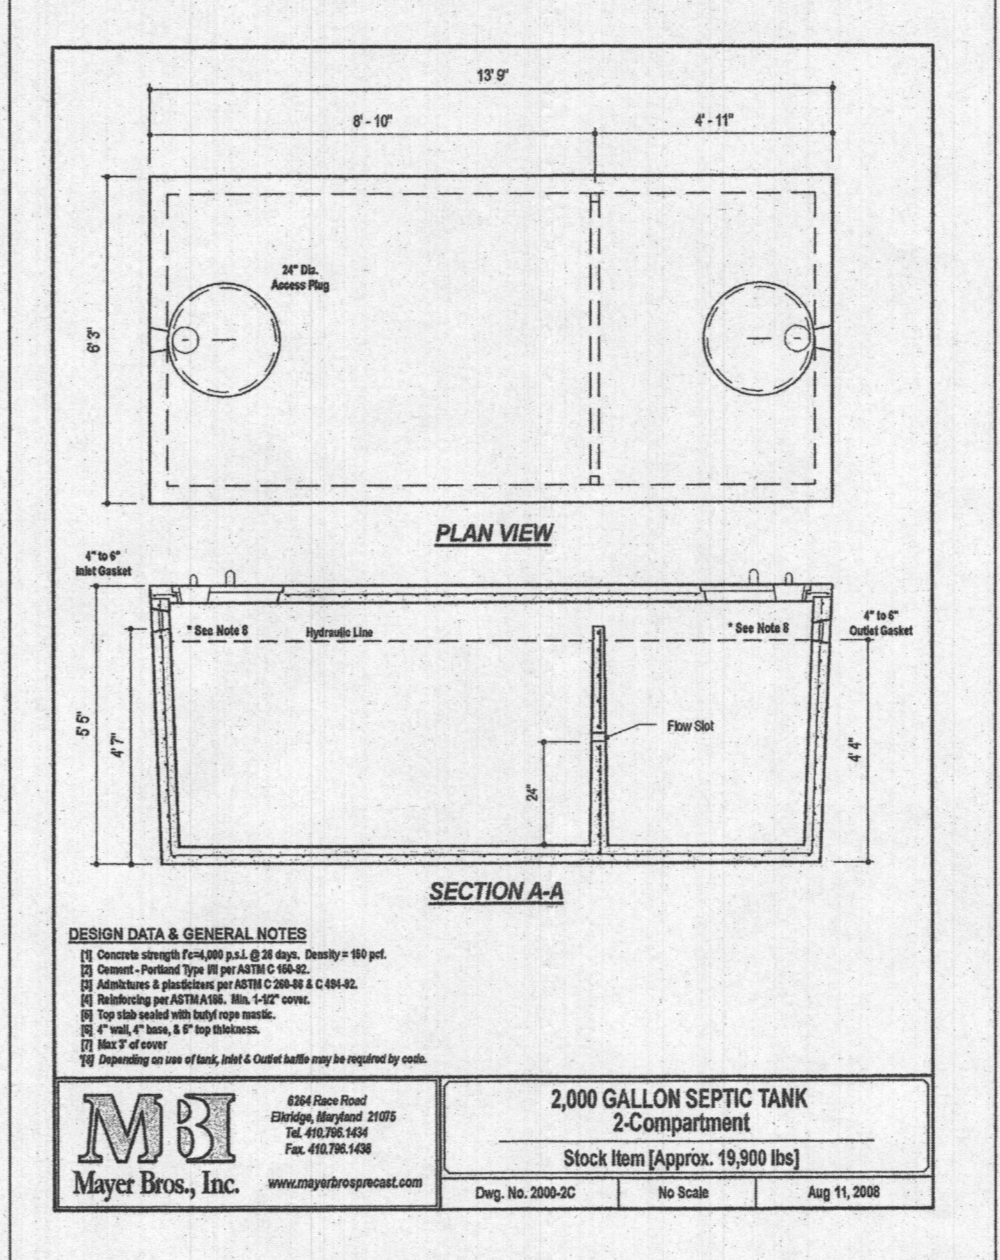 13' 9"
8' - 10"
4' - 11"
24" Dia.
Access Plug
6' 3"
PLAN VIEW
4" to 6"
Inlet Gasket
* See Note 8
Hydraulic Line
* See Note 8
4" to 6"
Outlet Gasket
Flow Slot
5' 5"
4' 7"
24"
4' 4"
SECTION A-A
DESIGN DATA & GENERAL NOTES
[1] Concrete strength f'c=4,000 p.s.i. @ 28 days. Density = 150 pcf.
[2] Cement - Portland Type I/II per ASTM C 150-92.
[3] Admixtures & plasticizers per ASTM C 260-86 & C 494-92.
[4] Reinforcing per ASTM A185. Min. 1-1/2" cover.
[5] Top slab sealed with butyl rope mastic.
[6] 4" wall, 4" base, & 5" top thickness.
[7] Max 3' of cover
*[8] Depending on use of tank, Inlet & Outlet baffle may be required by code.
MBI
Mayer Bros., Inc.
6264 Race Road
Elkridge, Maryland 21075
Tel. 410.796.1434
Fax. 410.796.1438
www.mayerbrosprecast.com
2,000 GALLON SEPTIC TANK
2-Compartment
Stock Item [Approx. 19,900 lbs]
Dwg. No. 2000-2C
No Scale
Aug 11, 2008